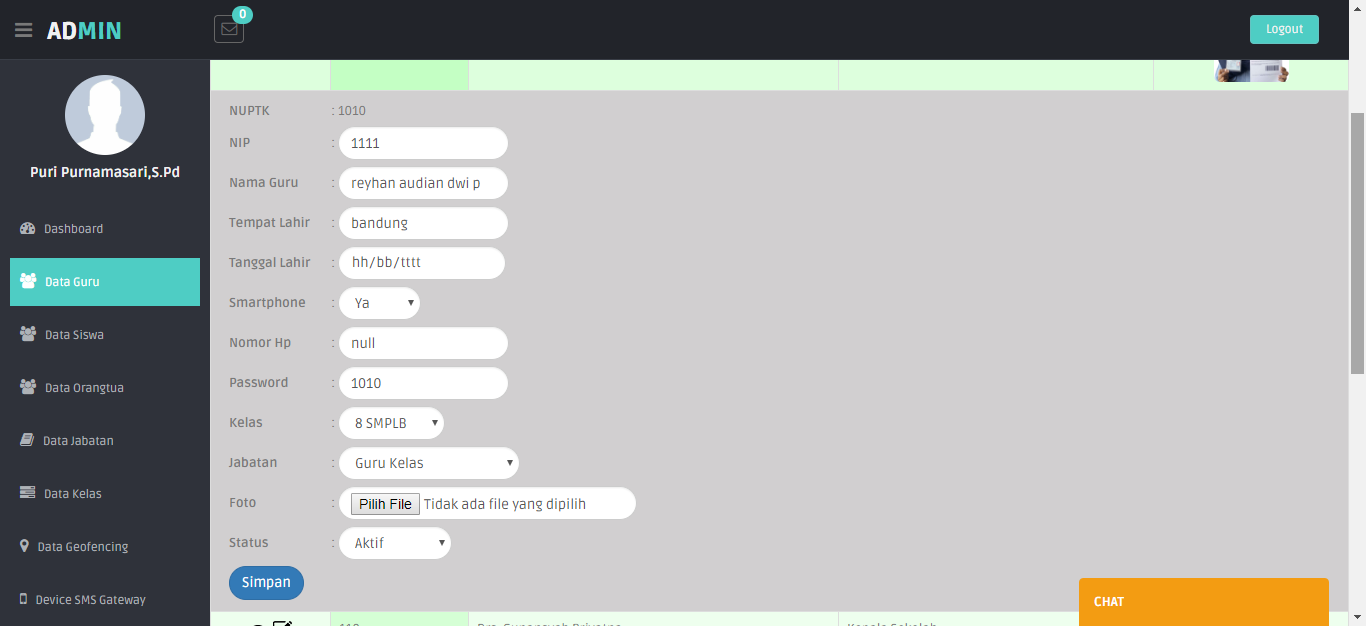 ADMIN
0
Logout
Puri Purnamasari,S.Pd
Dashboard
Data Guru
Data Siswa
Data Orangtua
Data Jabatan
Data Kelas
Data Geofencing
Device SMS Gateway
NUPTK : 1010
NIP : 1111
Nama Guru : reyhan audian dwi p
Tempat Lahir : bandung
Tanggal Lahir : hh/bb/tttt
Smartphone : Ya
Nomor Hp : null
Password : 1010
Kelas : 8 SMPLB
Jabatan : Guru Kelas
Foto : Pilih File Tidak ada file yang dipilih
Status : Aktif
Simpan
CHAT